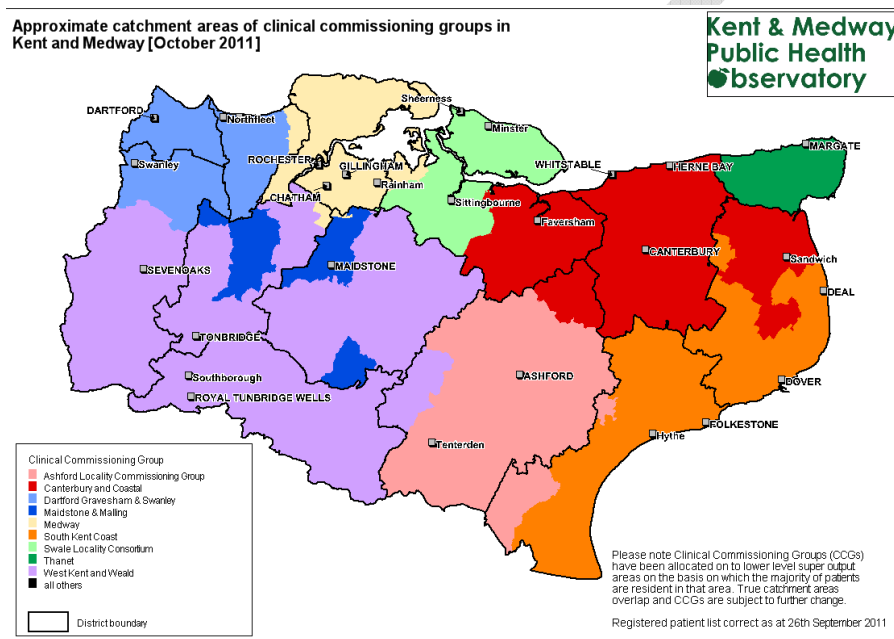 Approximate catchment areas of clinical commissioning groups in
Kent and Medway [October 2011]
Kent & Medway
Public Health
Observatory
Sheerness
DARTFORD
Northfleet
Minster
MARGATE
Swanley
ROCHESTER
GILLINGHAM
WHITSTABLE
HERNE BAY
CHATHAM
Rainham
Sittingbourne
Faversham
CANTERBURY
Sandwich
SEVENOAKS
MAIDSTONE
DEAL
TONBRIDGE
Southborough
ASHFORD
DOVER
ROYAL TUNBRIDGE WELLS
FOLKESTONE
Hythe
Tenterden
Clinical Commissioning Group
Ashford Locality Commissioning Group
Canterbury and Coastal
Dartford Gravesham & Swanley
Maidstone & Malling
Medway
South Kent Coast
Swale Locality Consortium
Thanet
West Kent and Weald
all others
District boundary
Please note Clinical Commissioning Groups (CCGs)
have been allocated on to lower level super output
areas on the basis on which the majority of patients
are resident in that area. True catchment areas
overlap and CCGs are subject to further change.
Registered patient list correct as at 26th September 2011